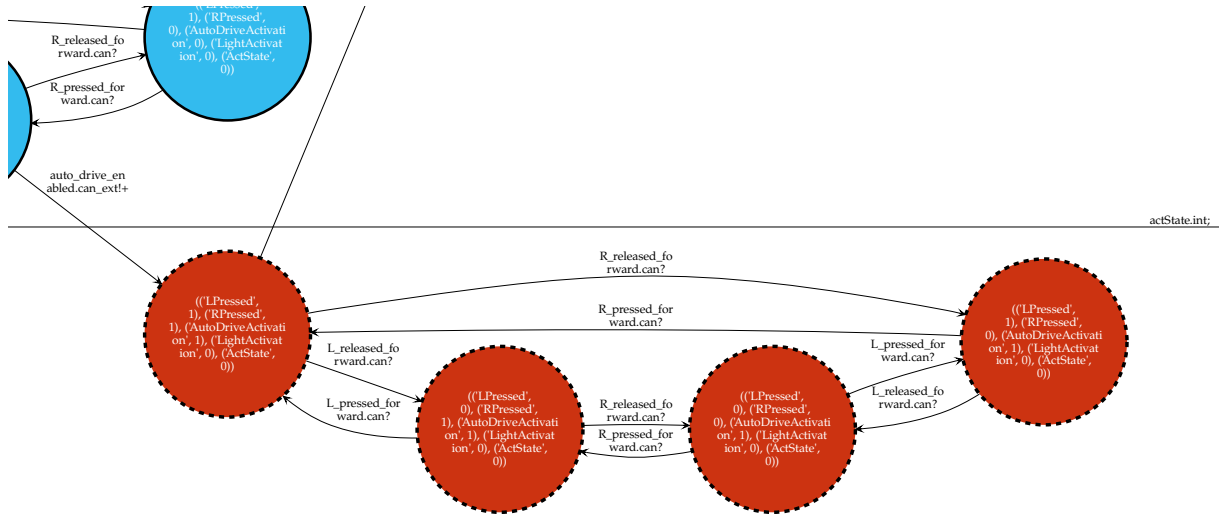 (('LPressed',
1), ('RPressed',
0), ('AutoDriveActivati
on', 0), ('LightActivat
ion', 0), ('ActState',
0))
R_released_fo
rward.can?
R_pressed_for
ward.can?
auto_drive_en
abled.can_ext!+
actState.int;
(('LPressed',
1), ('RPressed',
1), ('AutoDriveActivati
on', 1), ('LightActivat
ion', 0), ('ActState',
0))
R_released_fo
rward.can?
R_pressed_for
ward.can?
(('LPressed',
1), ('RPressed',
0), ('AutoDriveActivati
on', 1), ('LightActivat
ion', 0), ('ActState',
0))
L_released_fo
rward.can?
L_pressed_for
ward.can?
(('LPressed',
0), ('RPressed',
1), ('AutoDriveActivati
on', 1), ('LightActivat
ion', 0), ('ActState',
0))
R_released_fo
rward.can?
R_pressed_for
ward.can?
(('LPressed',
0), ('RPressed',
0), ('AutoDriveActivati
on', 1), ('LightActivat
ion', 0), ('ActState',
0))
L_pressed_for
ward.can?
L_released_fo
rward.can?